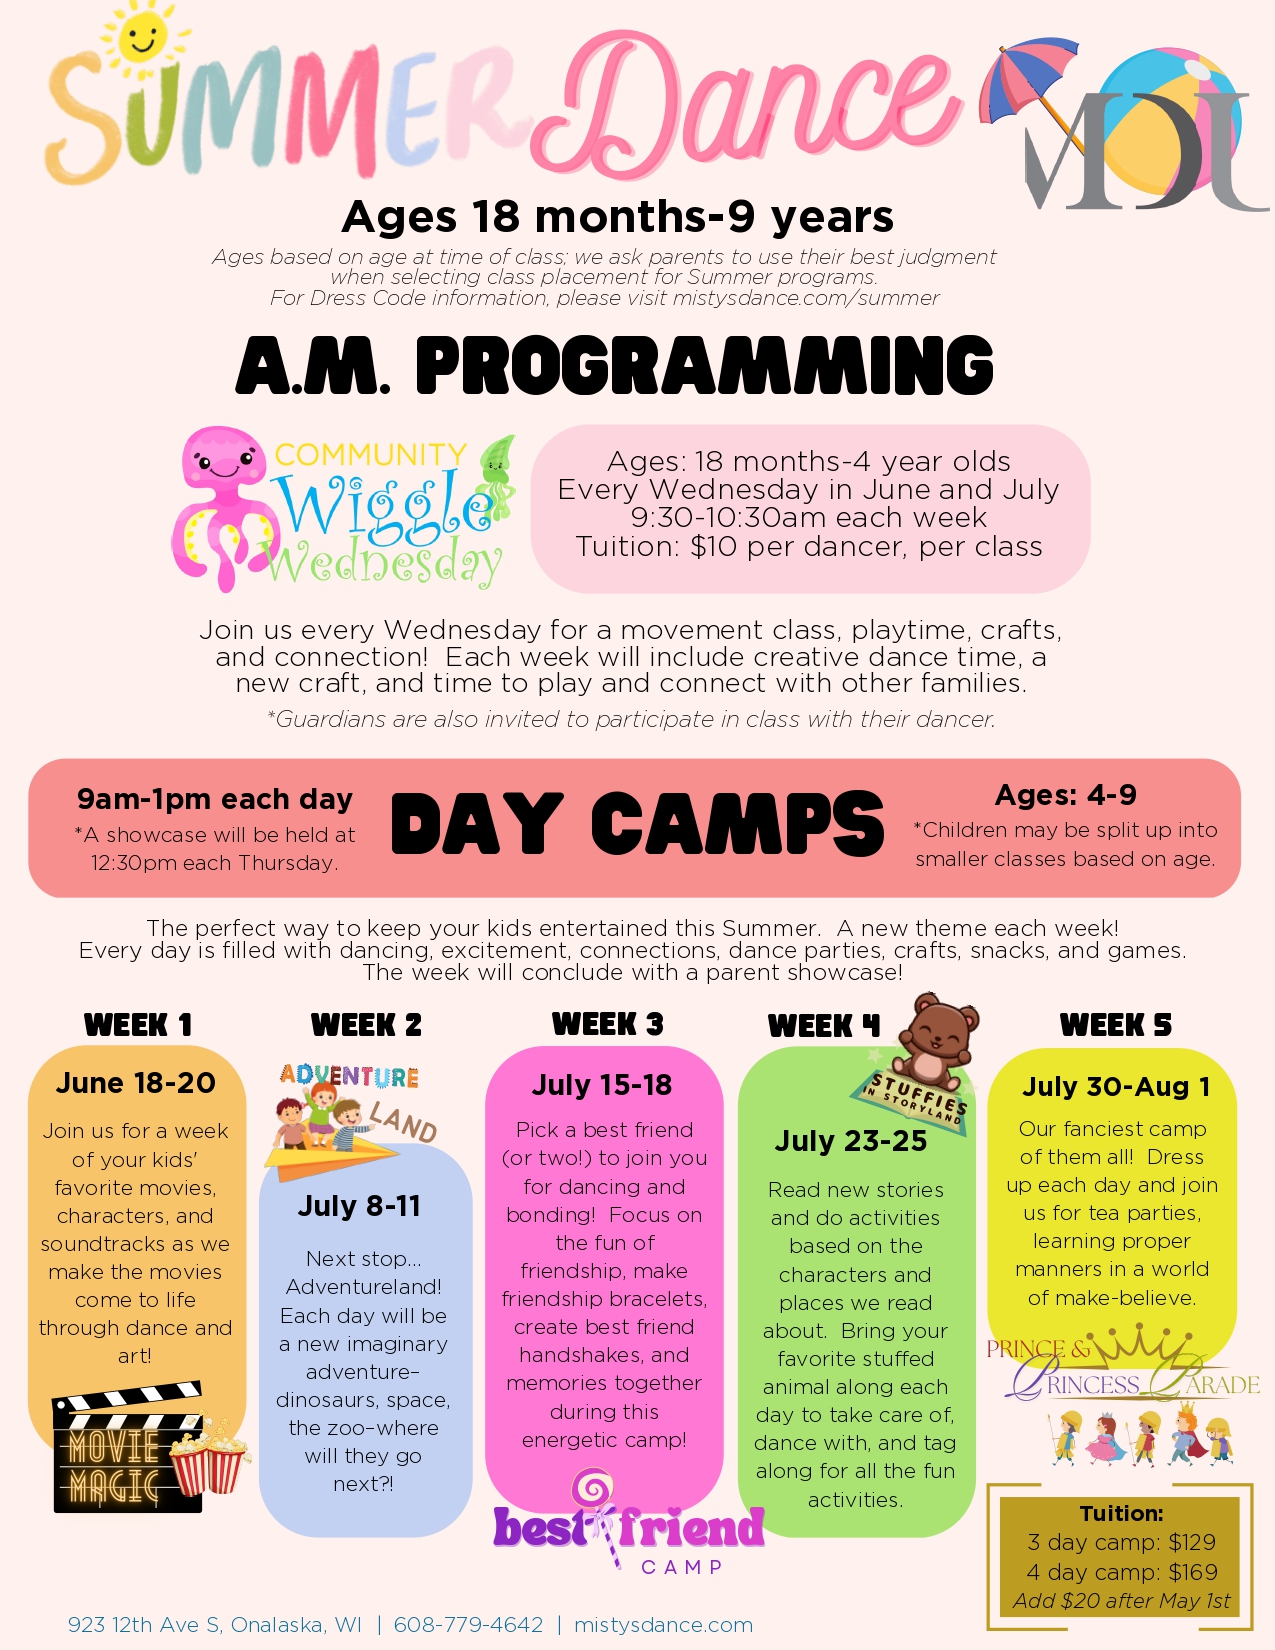 SUMMER Dance
MDU
Ages 18 months-9 years
Ages based on age at time of class; we ask parents to use their best judgment
when selecting class placement for Summer programs.
For Dress Code information, please visit mistysdance.com/summer
A.M. PROGRAMMING
COMMUNITY
Wiggle
Wednesday
Ages: 18 months-4 year olds
Every Wednesday in June and July
9:30-10:30am each week
Tuition: $10 per dancer, per class
Join us every Wednesday for a movement class, playtime, crafts,
and connection!  Each week will include creative dance time, a
new craft, and time to play and connect with other families.
*Guardians are also invited to participate in class with their dancer.
9am-1pm each day
*A showcase will be held at
12:30pm each Thursday.
DAY CAMPS
Ages: 4-9
*Children may be split up into
smaller classes based on age.
The perfect way to keep your kids entertained this Summer.  A new theme each week!
Every day is filled with dancing, excitement, connections, dance parties, crafts, snacks, and games.
The week will conclude with a parent showcase!
WEEK 1
June 18-20
Join us for a week
of your kids'
favorite movies,
characters, and
soundtracks as we
make the movies
come to life
through dance and
art!
MOVIE
MAGIC
WEEK 2
ADVENTURE
LAND
July 8-11
Next stop...
Adventureland!
Each day will be
a new imaginary
adventure–
dinosaurs, space,
the zoo–where
will they go
next?!
WEEK 3
July 15-18
Pick a best friend
(or two!) to join you
for dancing and
bonding!  Focus on
the fun of
friendship, make
friendship bracelets,
create best friend
handshakes, and
memories together
during this
energetic camp!
best friend
CAMP
WEEK 4
STUFFIES
IN STORYLAND
July 23-25
Read new stories
and do activities
based on the
characters and
places we read
about.  Bring your
favorite stuffed
animal along each
day to take care of,
dance with, and tag
along for all the fun
activities.
WEEK 5
July 30-Aug 1
Our fanciest camp
of them all!  Dress
up each day and join
us for tea parties,
learning proper
manners in a world
of make-believe.
PRINCE &
PRINCESS PARADE
Tuition:
3 day camp: $129
4 day camp: $169
Add $20 after May 1st
923 12th Ave S, Onalaska, WI  |  608-779-4642  |  mistysdance.com